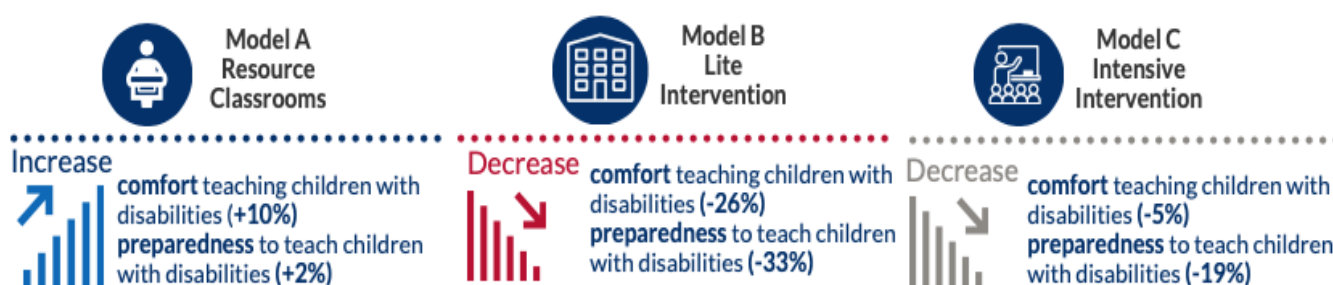 Model A
Resource
Classrooms
Increase
comfort teaching children with
disabilities (+10%)
preparedness to teach children
with disabilities (+2%)
Model B
Lite
Intervention
Decrease
comfort teaching children with
disabilities (-26%)
preparedness to teach children
with disabilities (-33%)
Model C
Intensive
Intervention
Decrease
comfort teaching children with
disabilities (-5%)
preparedness to teach children
with disabilities (-19%)